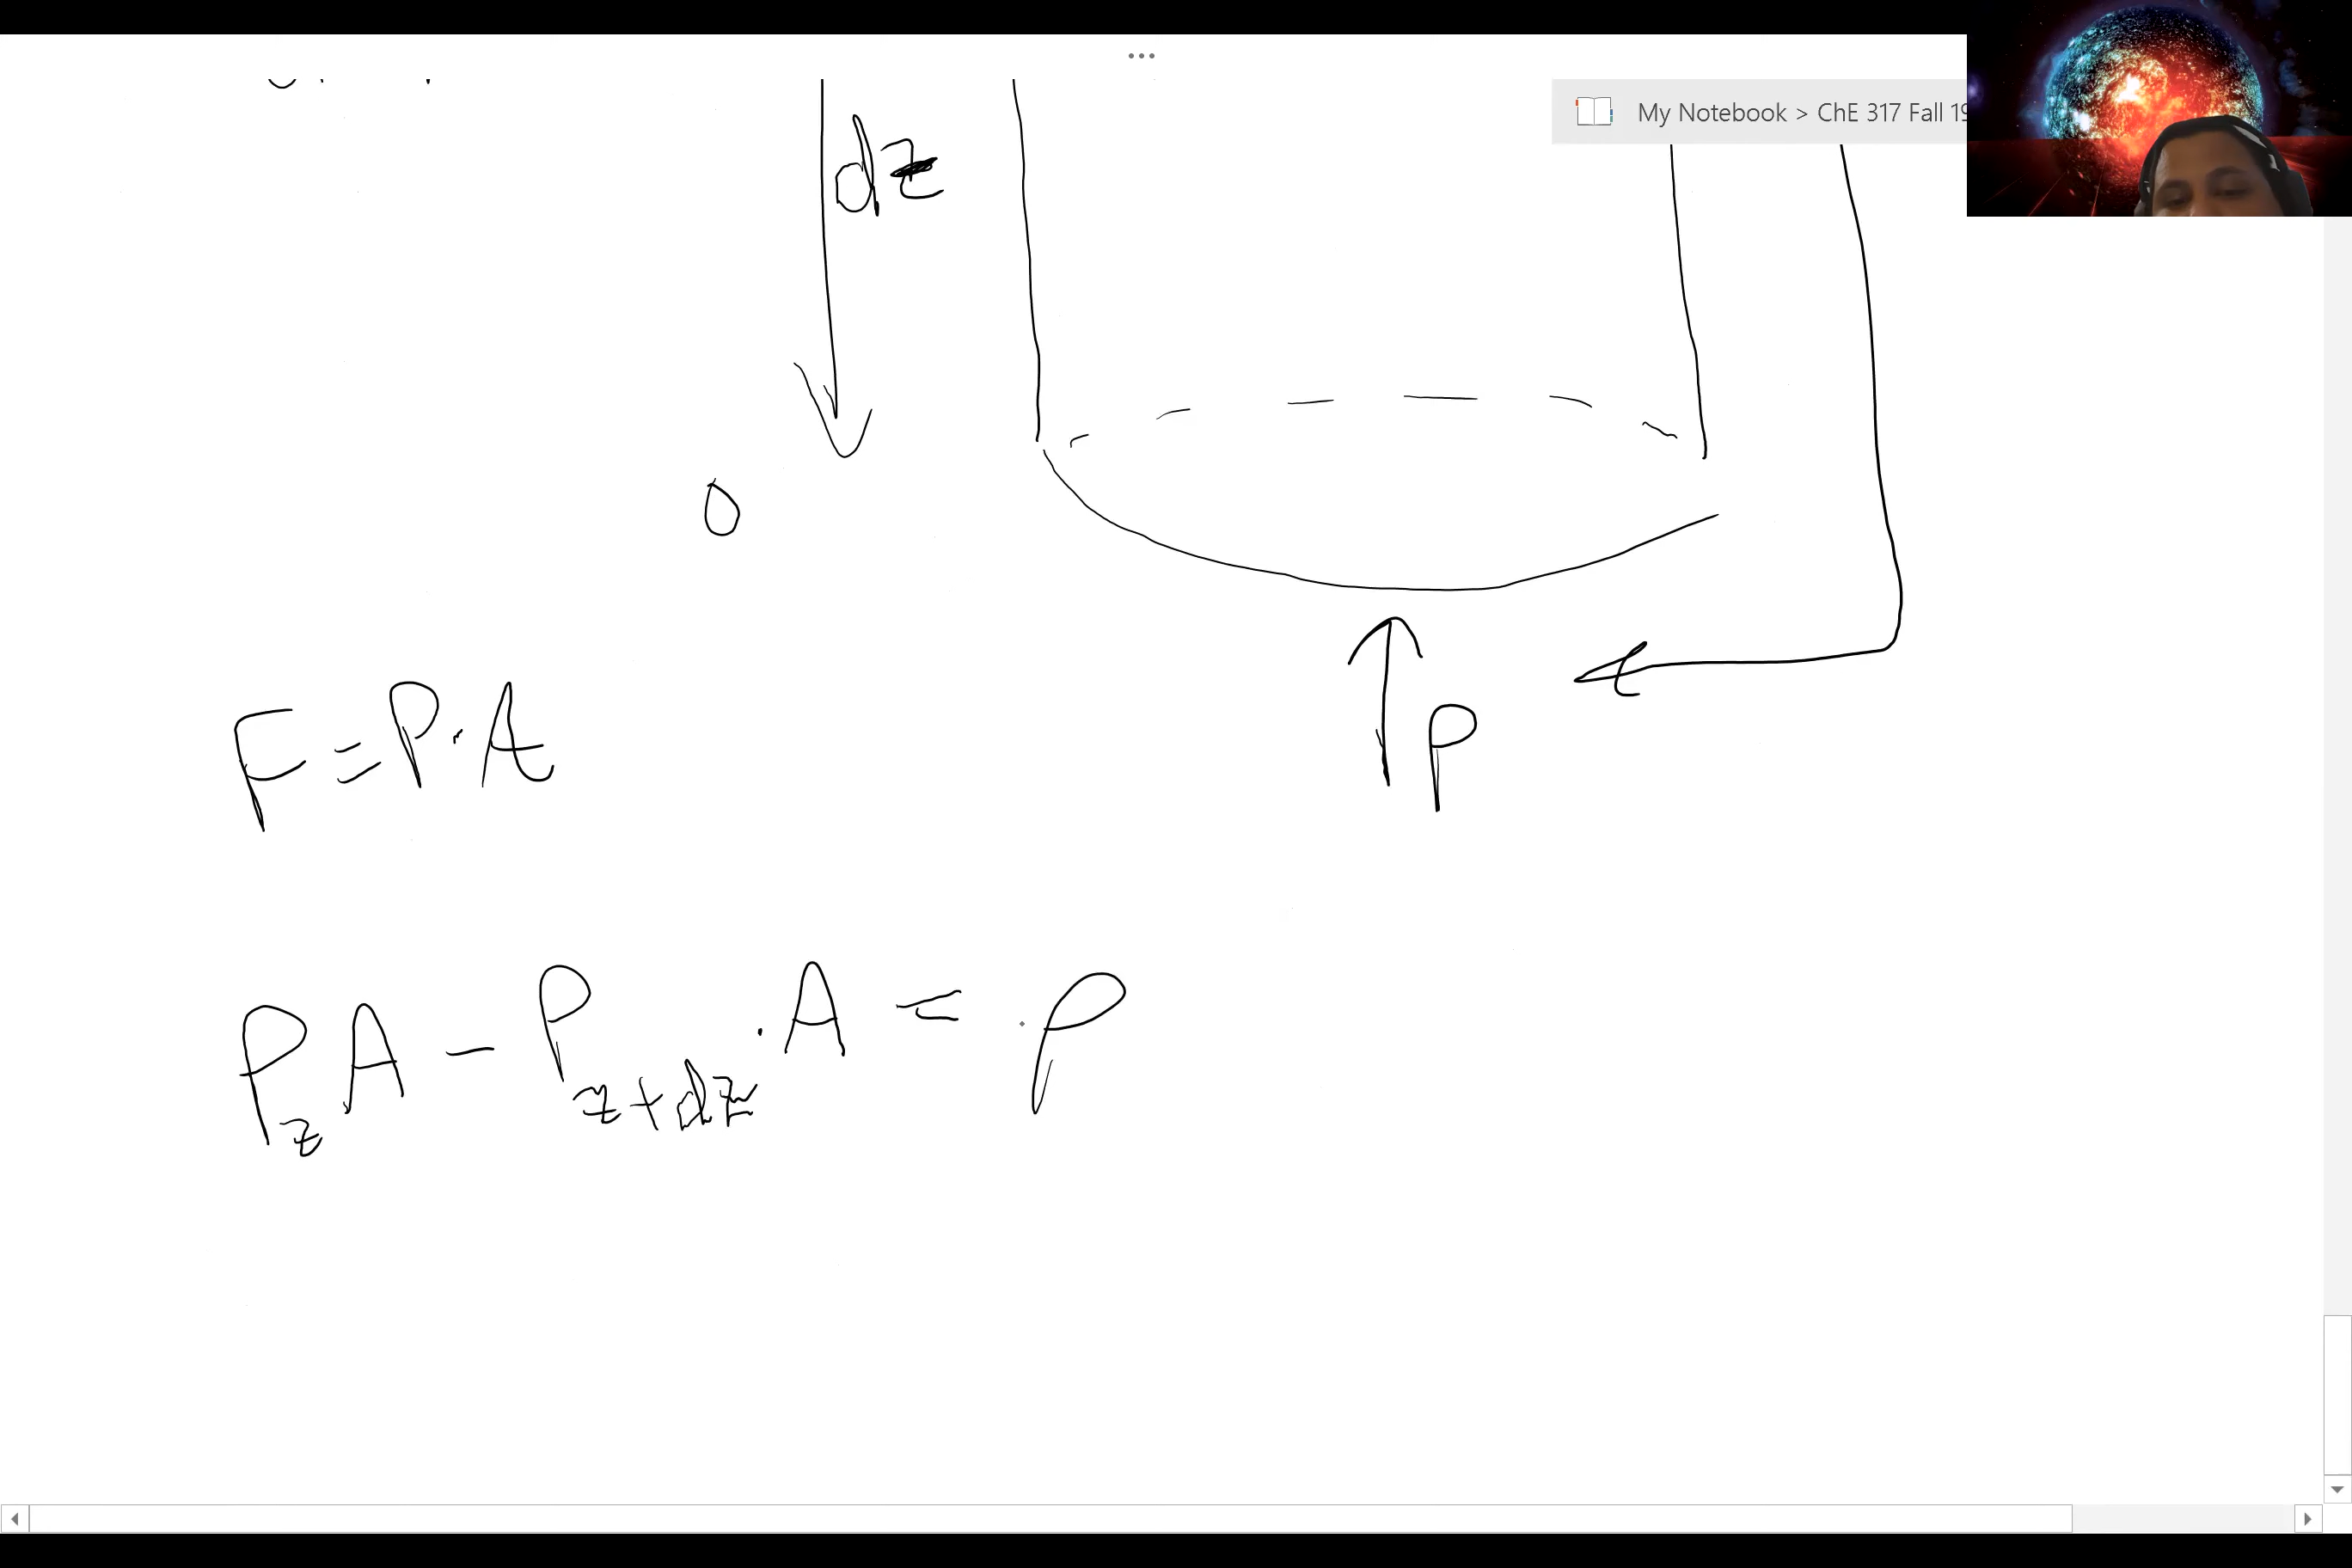 My Notebook > ChE 317 Fall 19
dz
0
P
F = P · A
P_z A - P_{z+dz} · A = ρ